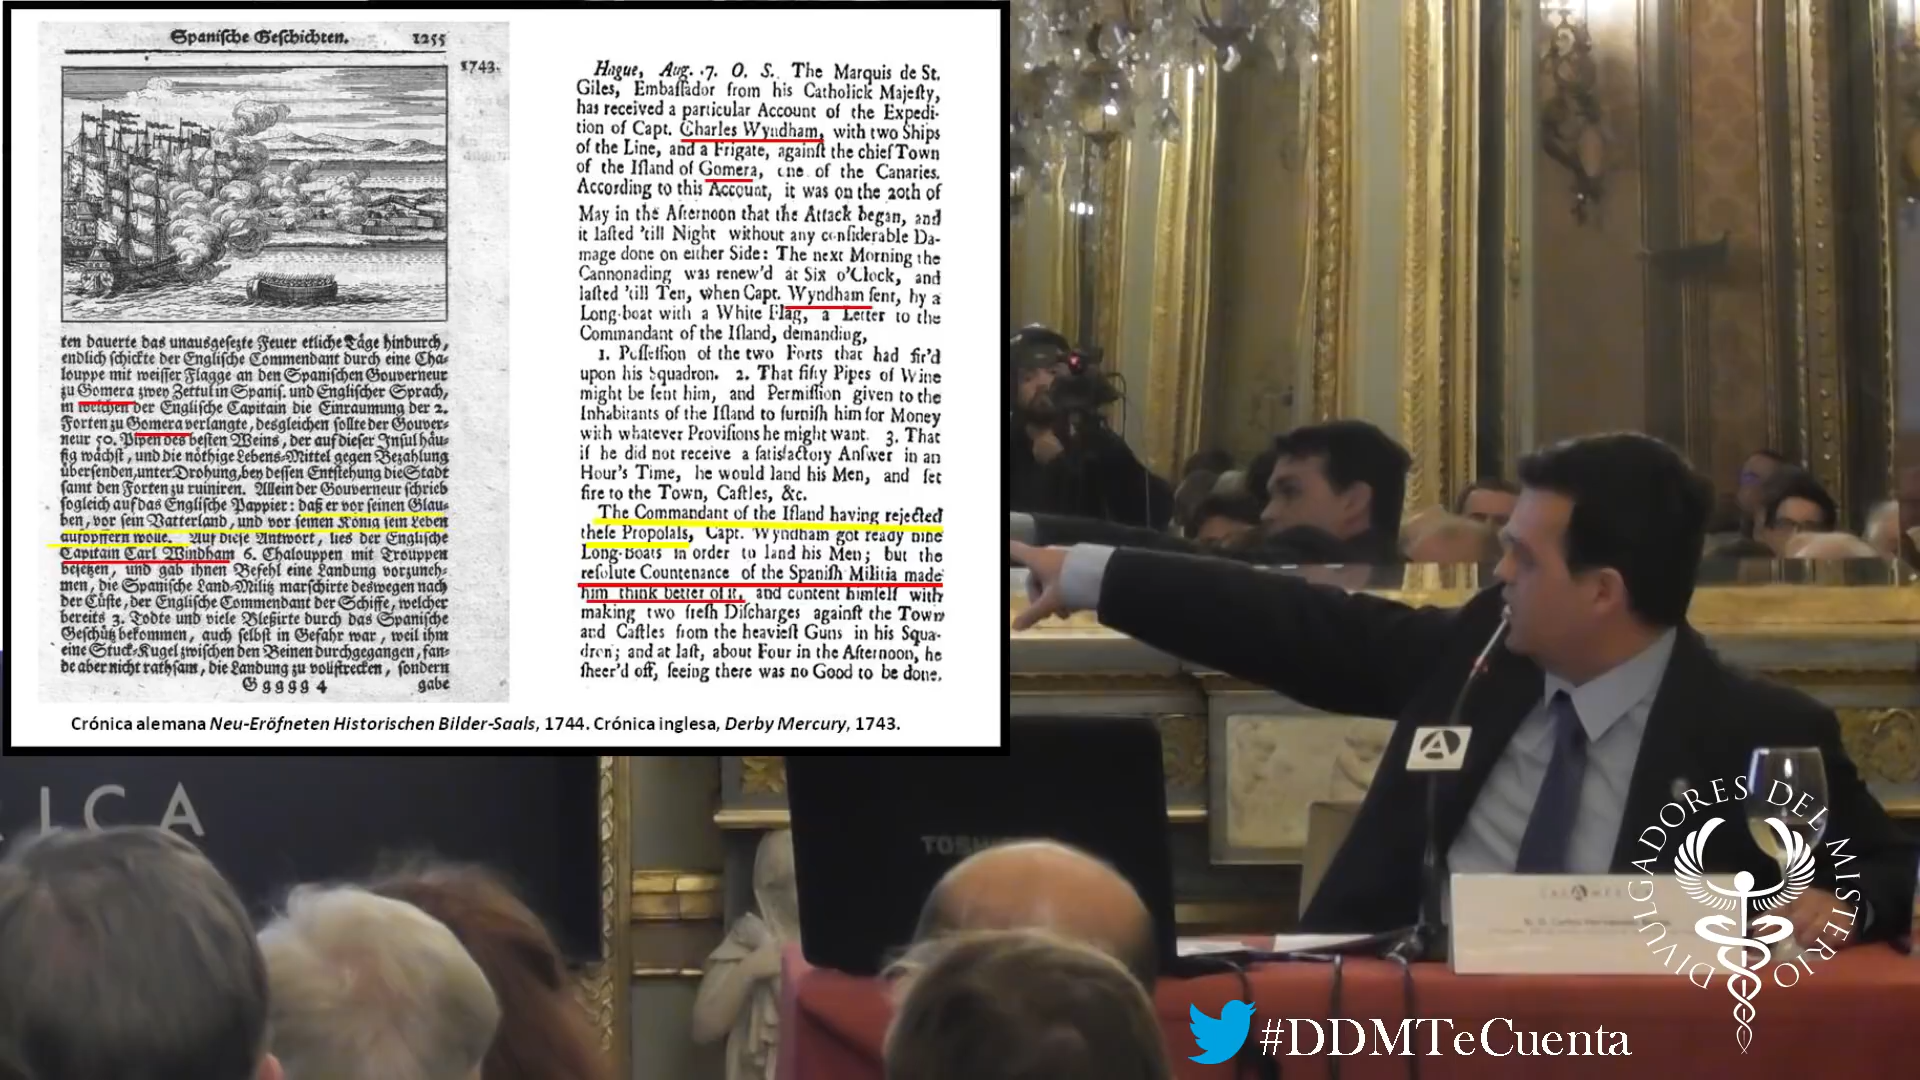 Spanische Geschichten. 1255
1743.
ten dauerte das unausgesezte Feuer etliche Täge hindurch,
endlich schickte der Englische Commendant durch eine Cha-
louppe mit weisser Flagge an den Spanischen Gouverneur
zu Gomera zwey Zettul in Spanis. und Englischer Sprach,
in welchen der Englische Capitain die Einraumung der 2.
Forten zu Gomera verlangte, desgleichen sollte der Gouver-
neur 50. Pipen des besten Weins, der auf dieser Insul häu-
fig wächst, und die nöthige Lebens-Mittel gegen Bezahlung
übersenden, unter Drohung, bey dessen Entstehung die Stadt
samt den Forten zu ruiniren. Allein der Gouverneur schrieb
sogleich auf das Englische Pappier: daß er vor seinen Glau-
ben, vor sein Vatterland, und vor seinen König sein Leben
aufopffern wolle. Auf diese Antwort, lies der Englische
Capitain Carl Windham 6. Chalouppen mit Trouppen
besetzen, und gab ihnen Befehl eine Landung vorzuneh-
men, die Spanische Land-Militz marschirte deswegen nach
der Cüste, der Englische Commendant der Schiffe, welcher
bereits 3. Todte und viele Bleßirte durch das Spanische
Geschütz bekommen, auch selbst in Gefahr war, weil ihm
eine Stuck-Kugel zwischen den Beinen durchgegangen, fan-
de aber nicht rathsam, die Landung zu vollstrecken, sondern
Ggggg 4 gabe
Hague, Aug. 7. O. S. The Marquis de St.
Giles, Embassador from his Catholick Majesty,
has received a particular Account of the Expedi-
tion of Capt. Charles Wyndham, with two Ships
of the Line, and a Frigate, against the chief Town
of the Island of Gomera, one of the Canaries.
According to this Account, it was on the 20th of
May in the Afternoon that the Attack began, and
it lasted 'till Night without any considerable Da-
mage done on either Side: The next Morning the
Cannonading was renew'd at Six o'Clock, and
lasted 'till Ten, when Capt. Wyndham sent, by a
Long-boat with a White Flag, a Letter to the
Commandant of the Island, demanding,
1. Possession of the two Forts that had fir'd
upon his Squadron. 2. That fifty Pipes of Wine
might be sent him, and Permission given to the
Inhabitants of the Island to furnish him for Money
with whatever Provisions he might want. 3. That
if he did not receive a satisfactory Answer in an
Hour's Time, he would land his Men, and set
fire to the Town, Castles, &c.
The Commandant of the Island having rejected
these Proposals, Capt. Wyndham got ready nine
Long-Boats in order to land his Men; but the
resolute Countenance of the Spanish Militia made
him think better of it, and content himself with
making two fresh Discharges against the Town
and Castles from the heaviest Guns in his Squa-
dron; and at last, about Four in the Afternoon, he
sheer'd off, seeing there was no Good to be done.
Crónica alemana Neu-Eröfneten Historischen Bilder-Saals, 1744. Crónica inglesa, Derby Mercury, 1743.
RICA
TOSHIBA
A
DIVULGADORES DEL MISTERIO
#DDMTeCuenta